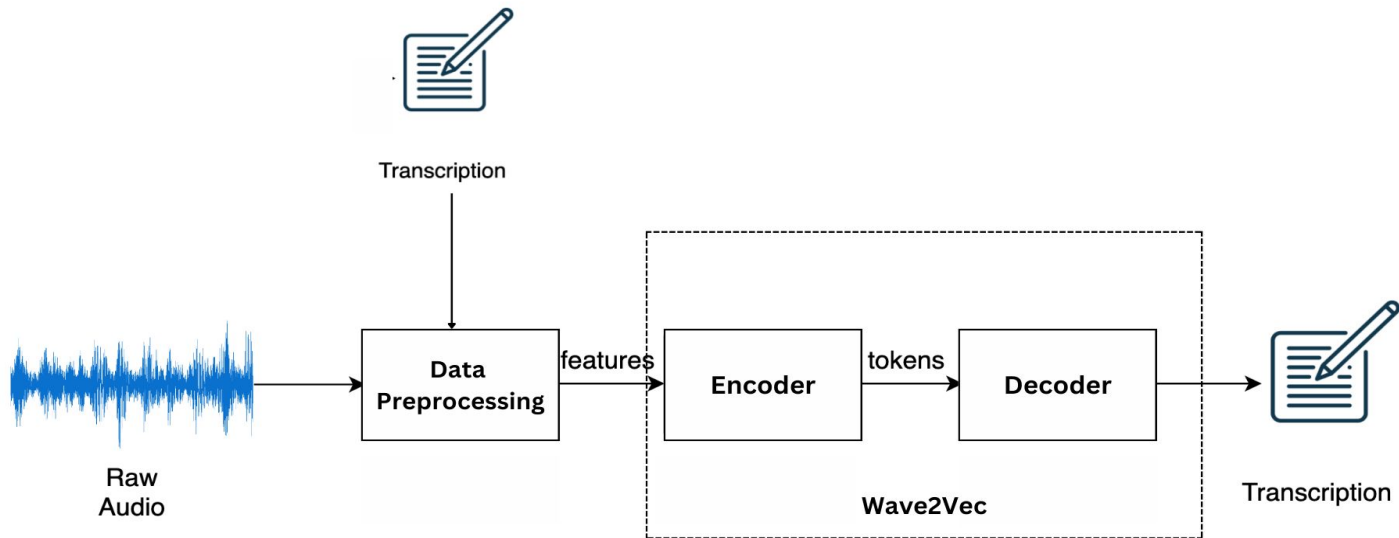 Transcription
Data
Preprocessing
features
Encoder
tokens
Decoder
Raw
Audio
Wave2Vec
Transcription